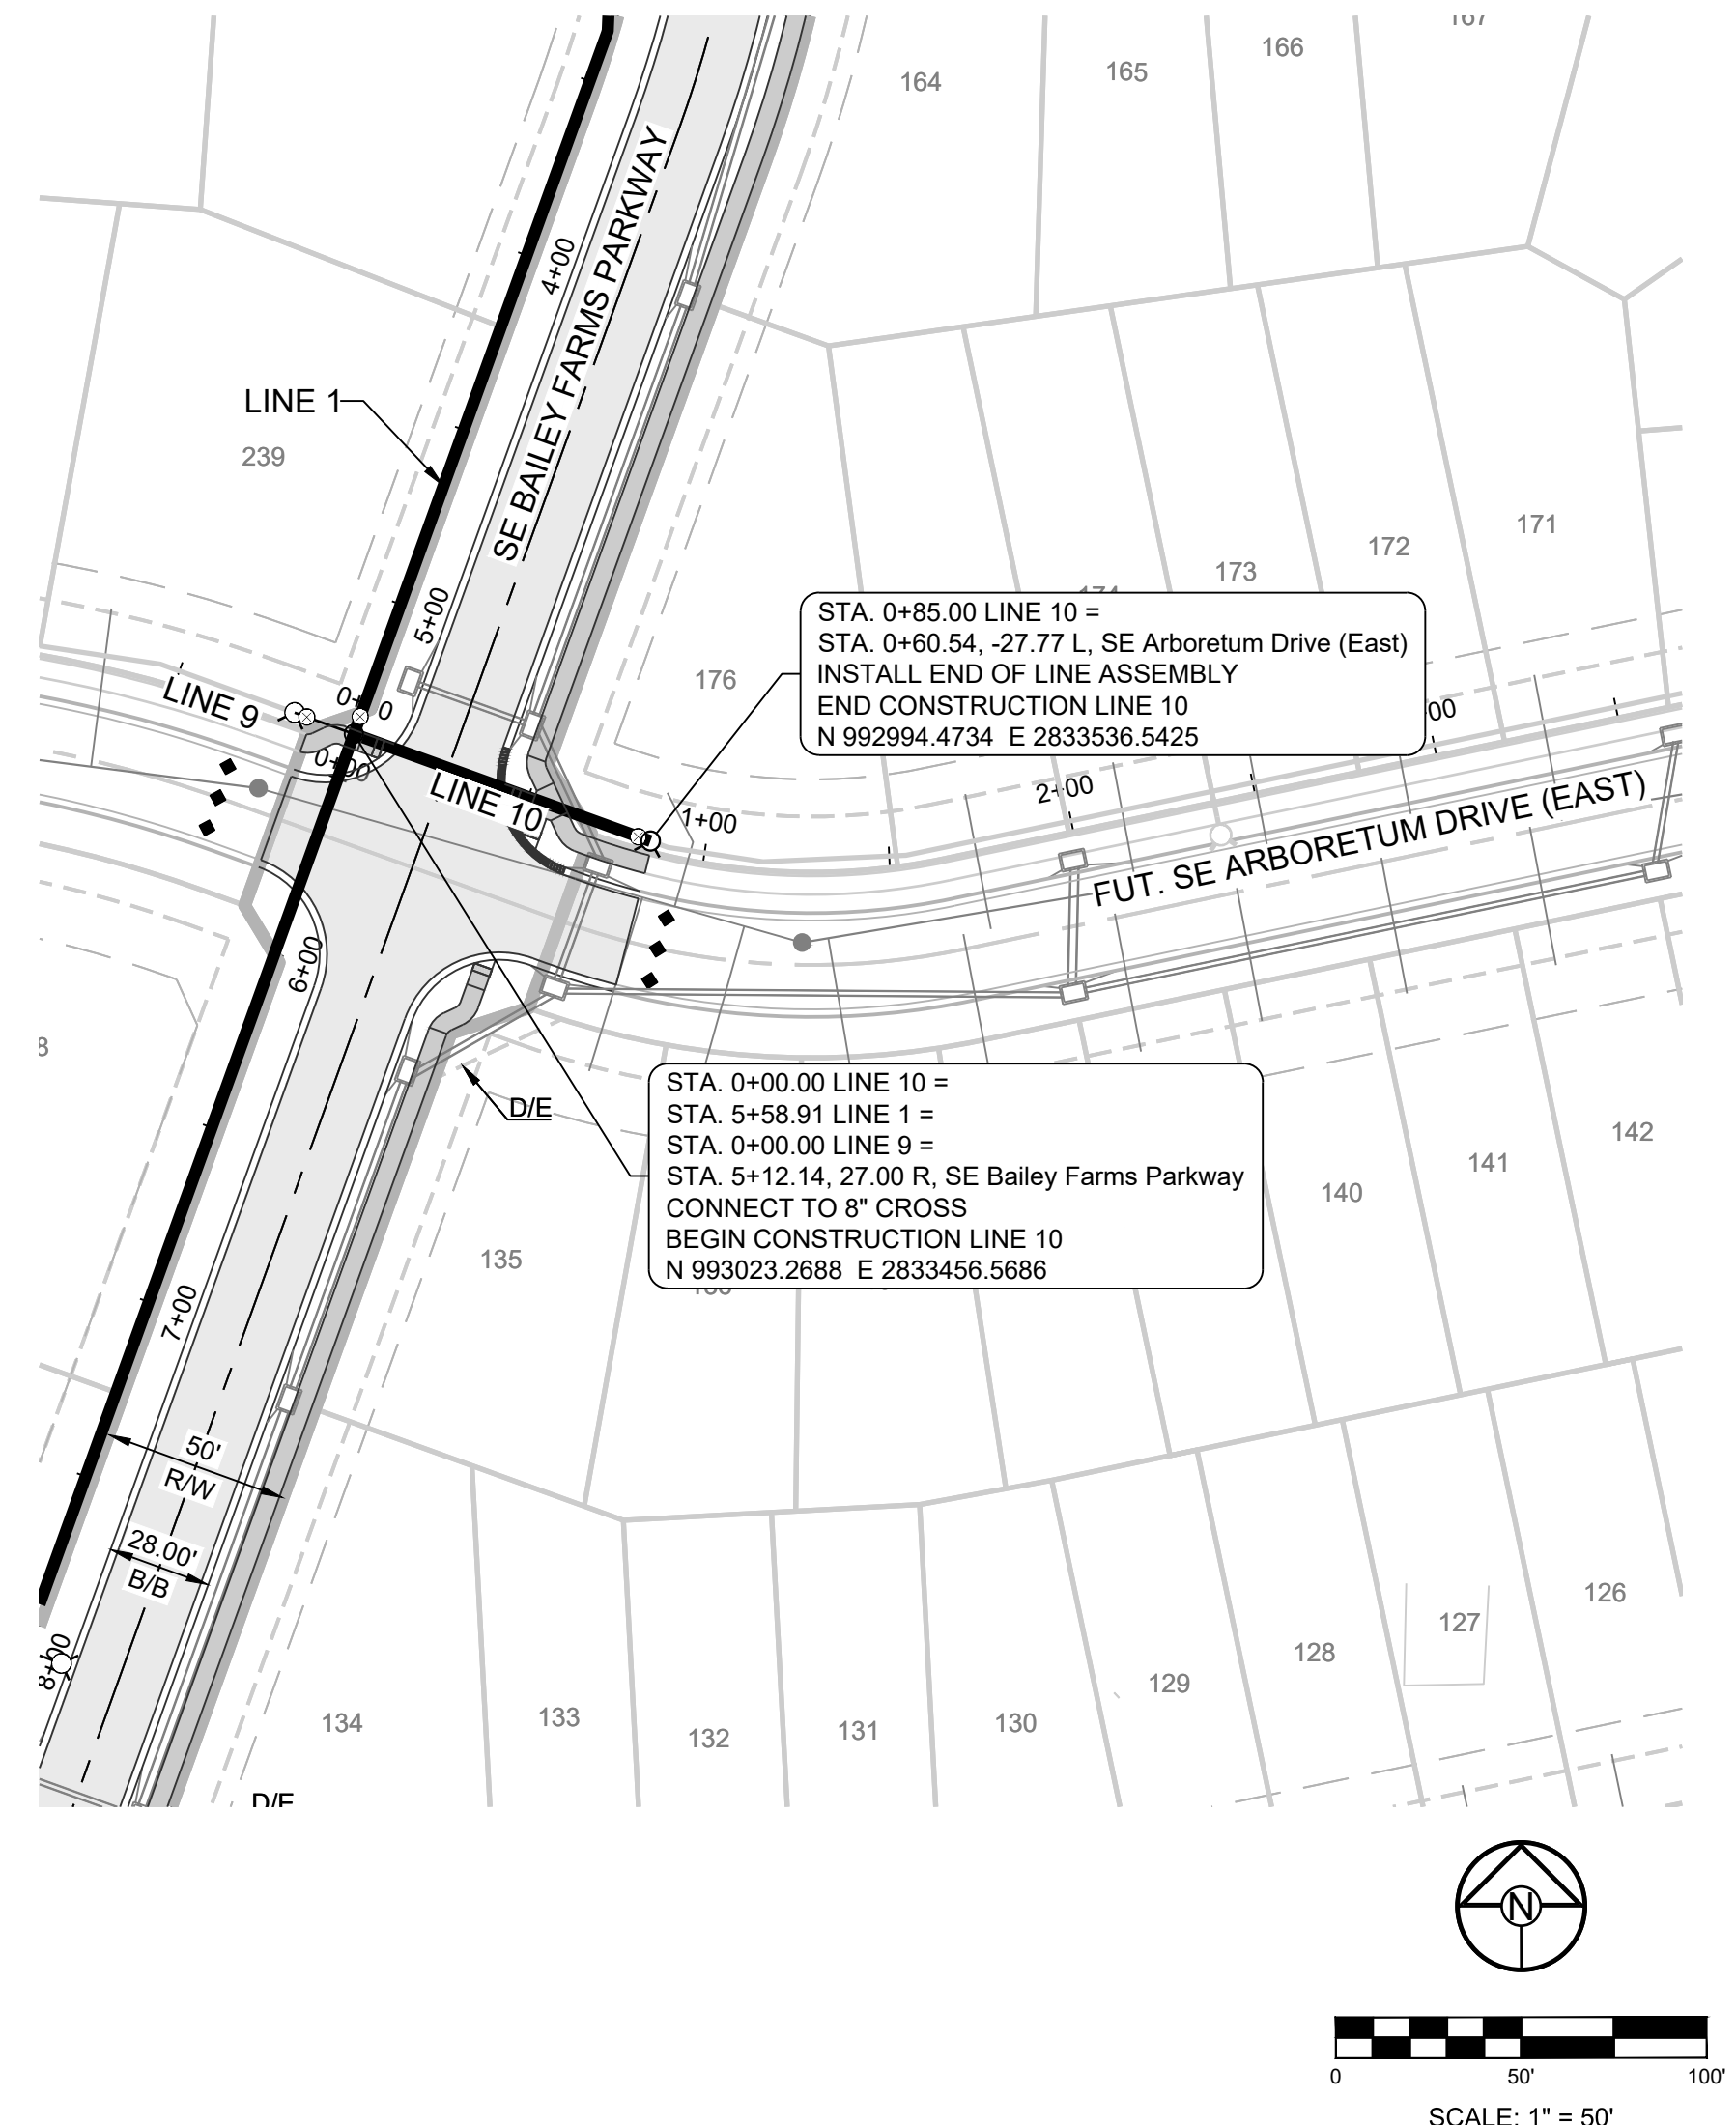 167
166
165
164
4+00
SE BAILEY FARMS PARKWAY
LINE 1
239
171
172
173
174
5+00
STA. 0+85.00 LINE 10 =
STA. 0+60.54, -27.77 L, SE Arboretum Drive (East)
INSTALL END OF LINE ASSEMBLY
END CONSTRUCTION LINE 10
N 992994.4734 E 2833536.5425
176
LINE 9
0+00
LINE 10
1+00
2+00
00
FUT. SE ARBORETUM DRIVE (EAST)
6+00
8
D/E
STA. 0+00.00 LINE 10 =
STA. 5+58.91 LINE 1 =
STA. 0+00.00 LINE 9 =
STA. 5+12.14, 27.00 R, SE Bailey Farms Parkway
CONNECT TO 8" CROSS
BEGIN CONSTRUCTION LINE 10
N 993023.2688 E 2833456.5686
142
141
140
135
7+00
50'
R/W
28.00'
B/B
8+00
126
127
128
129
130
131
132
133
134
D/E
N
0
50'
100'
SCALE: 1" = 50'